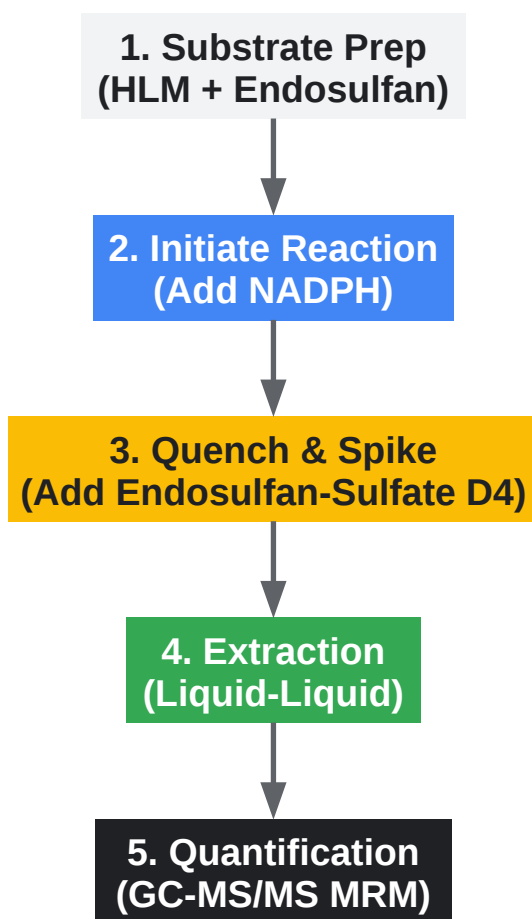 1. Substrate Prep
(HLM + Endosulfan)
2. Initiate Reaction
(Add NADPH)
3. Quench & Spike
(Add Endosulfan-Sulfate D4)
4. Extraction
(Liquid-Liquid)
5. Quantification
(GC-MS/MS MRM)